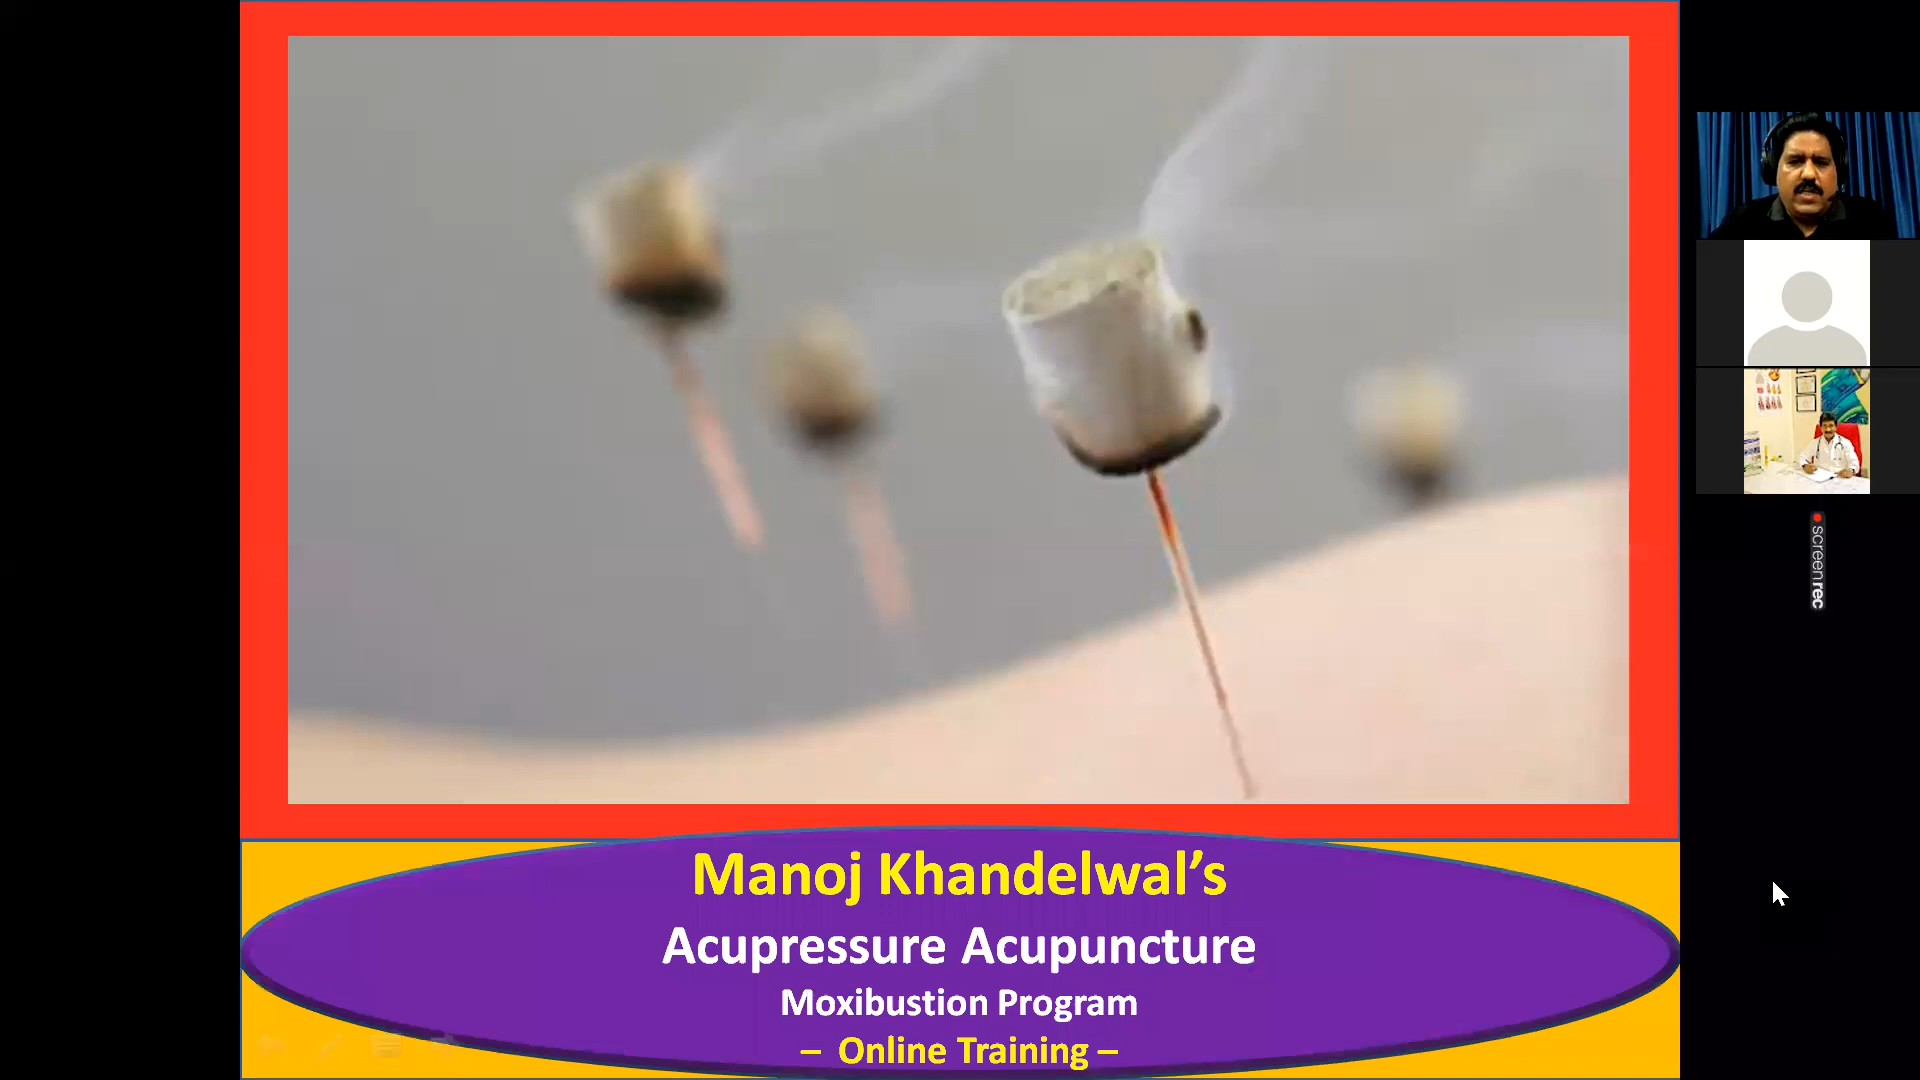 Manoj Khandelwal’s
Acupressure Acupuncture
Moxibustion Program
– Online Training –
screenrec